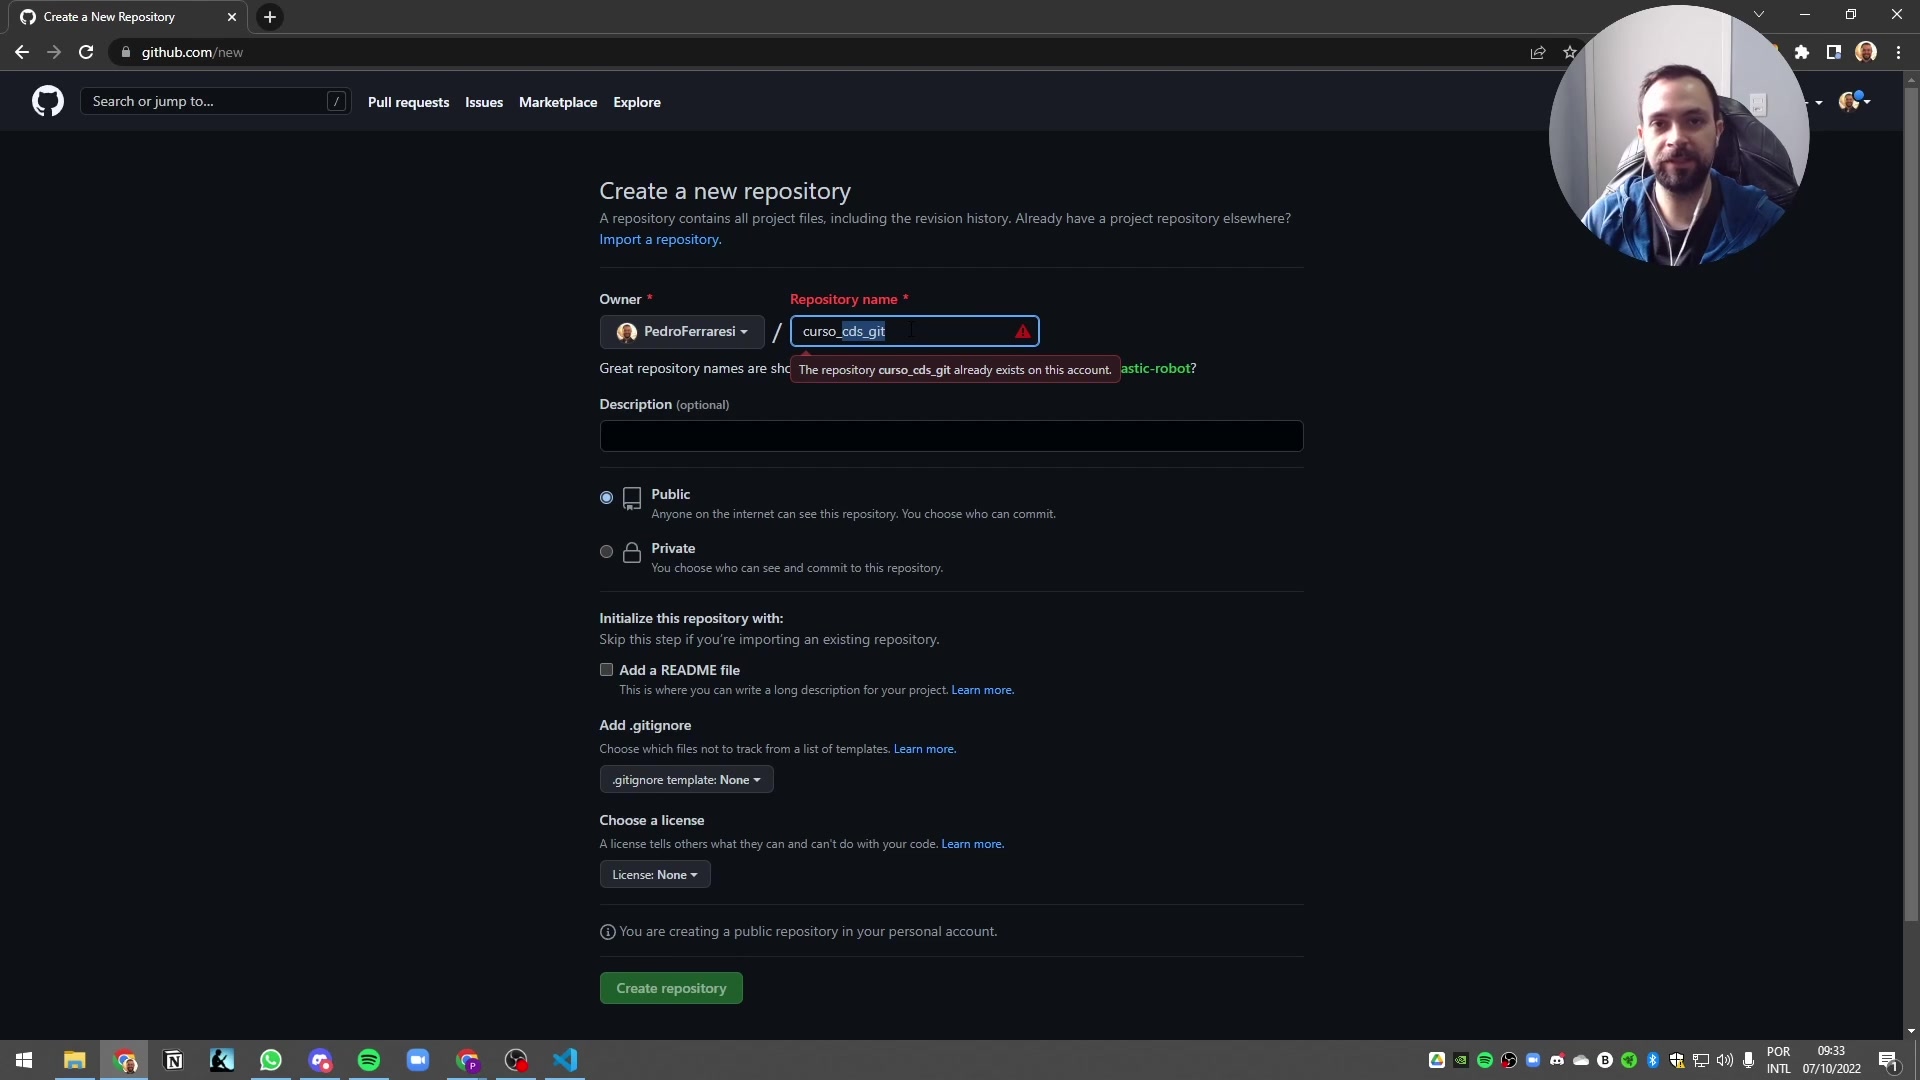 Create a New Repository
github.com/new
Search or jump to... /
Pull requests Issues Marketplace Explore
Create a new repository
A repository contains all project files, including the revision history. Already have a project repository elsewhere?
Import a repository.
Owner * Repository name *
PedroFerraresi / curso_cds_git
The repository curso_cds_git already exists on this account.
Great repository names are sho astic-robot?
Description (optional)
Public
Anyone on the internet can see this repository. You choose who can commit.
Private
You choose who can see and commit to this repository.
Initialize this repository with:
Skip this step if you're importing an existing repository.
Add a README file
This is where you can write a long description for your project. Learn more.
Add .gitignore
Choose which files not to track from a list of templates. Learn more.
.gitignore template: None
Choose a license
A license tells others what they can and can't do with your code. Learn more.
License: None
You are creating a public repository in your personal account.
Create repository
POR 09:33
INTL 07/10/2022 1